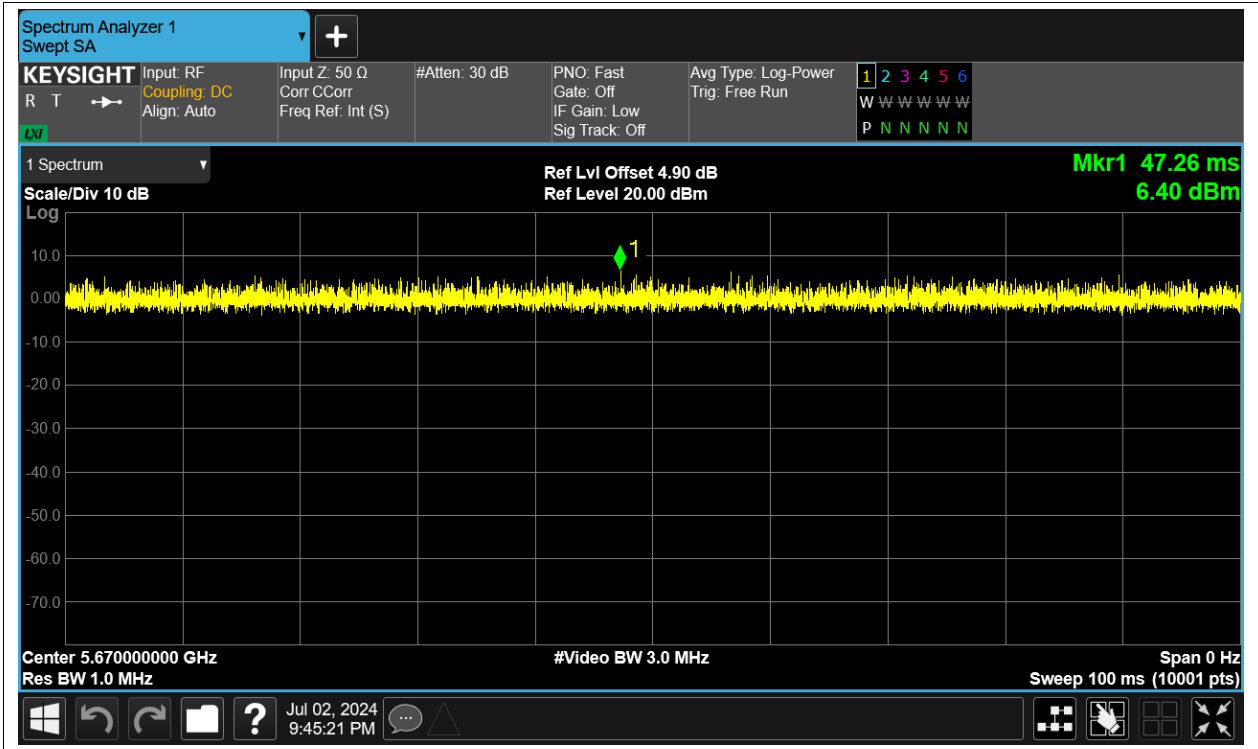 Spectrum Analyzer 1
Swept SA
KEYSIGHT
R T
LXI
Input: RF
Coupling: DC
Align: Auto
Input Z: 50 Ω
Corr CCorr
Freq Ref: Int (S)
#Atten: 30 dB
PNO: Fast
Gate: Off
IF Gain: Low
Sig Track: Off
Avg Type: Log-Power
Trig: Free Run
1 2 3 4 5 6
W W W W W W
P N N N N N
1 Spectrum
Scale/Div 10 dB
Ref Lvl Offset 4.90 dB
Ref Level 20.00 dBm
Mkr1 47.26 ms
6.40 dBm
Log
1
10.0
0.00
-10.0
-20.0
-30.0
-40.0
-50.0
-60.0
-70.0
Center 5.670000000 GHz
Res BW 1.0 MHz
#Video BW 3.0 MHz
Span 0 Hz
Sweep 100 ms (10001 pts)
?
Jul 02, 2024
9:45:21 PM